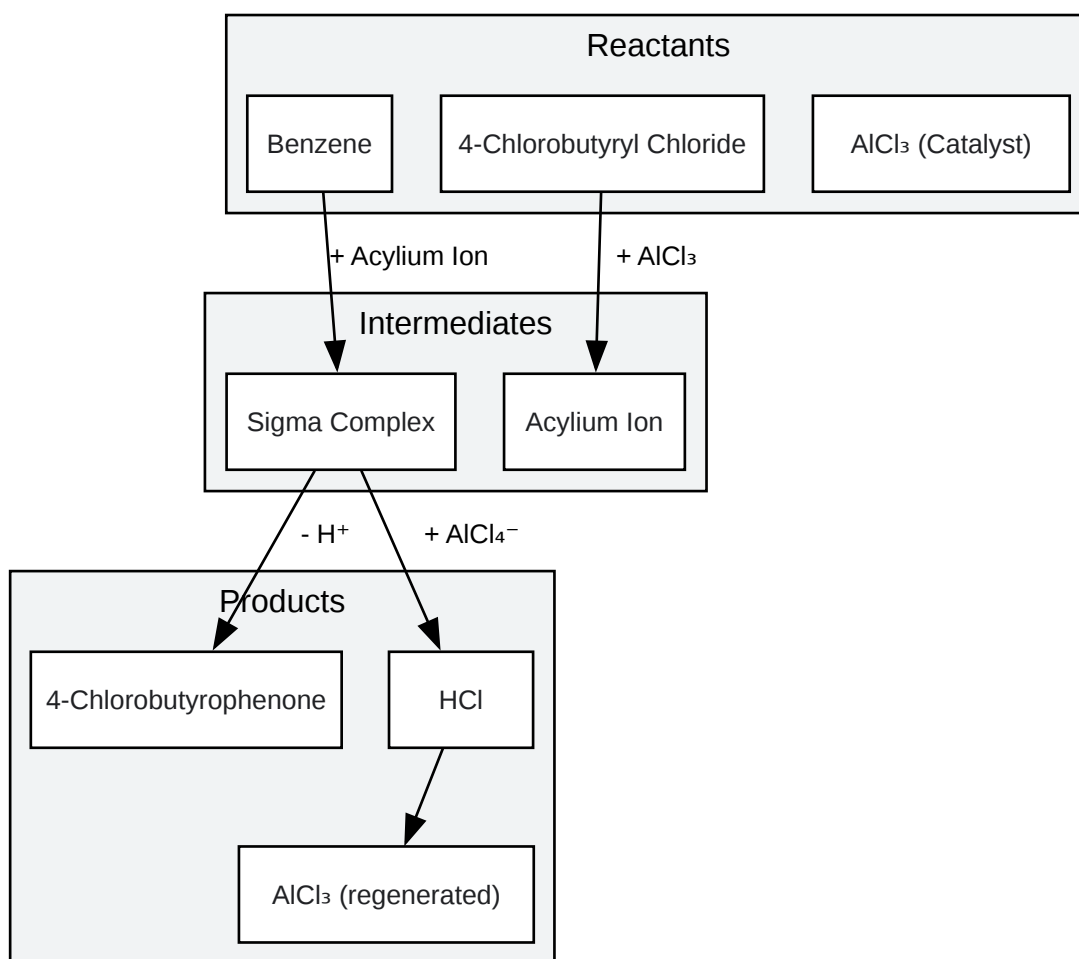 Reactants
Benzene
4-Chlorobutyryl Chloride
AlCl₃ (Catalyst)
+ Acylium Ion
+ AlCl₃
Intermediates
Sigma Complex
Acylium Ion
- H⁺
+ AlCl₄⁻
Products
4-Chlorobutyrophenone
HCl
AlCl₃ (regenerated)